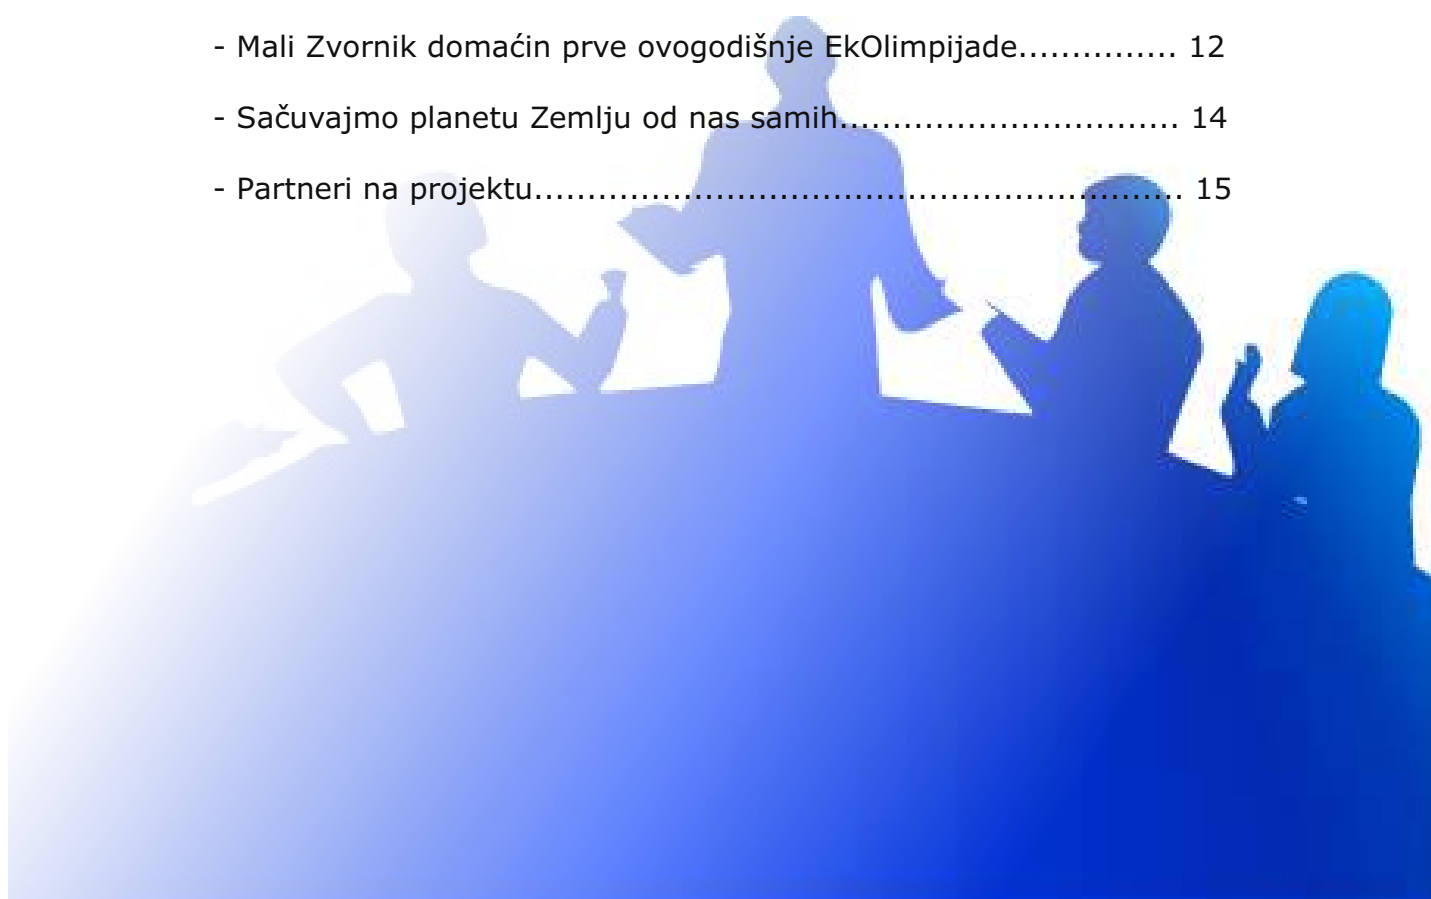 - Mali Zvornik domaćin prve ovogodišnje EkOlimpijade............... 12
- Sačuvajmo planetu Zemlju od nas samih................................ 14
- Partneri na projektu............................................................. 15